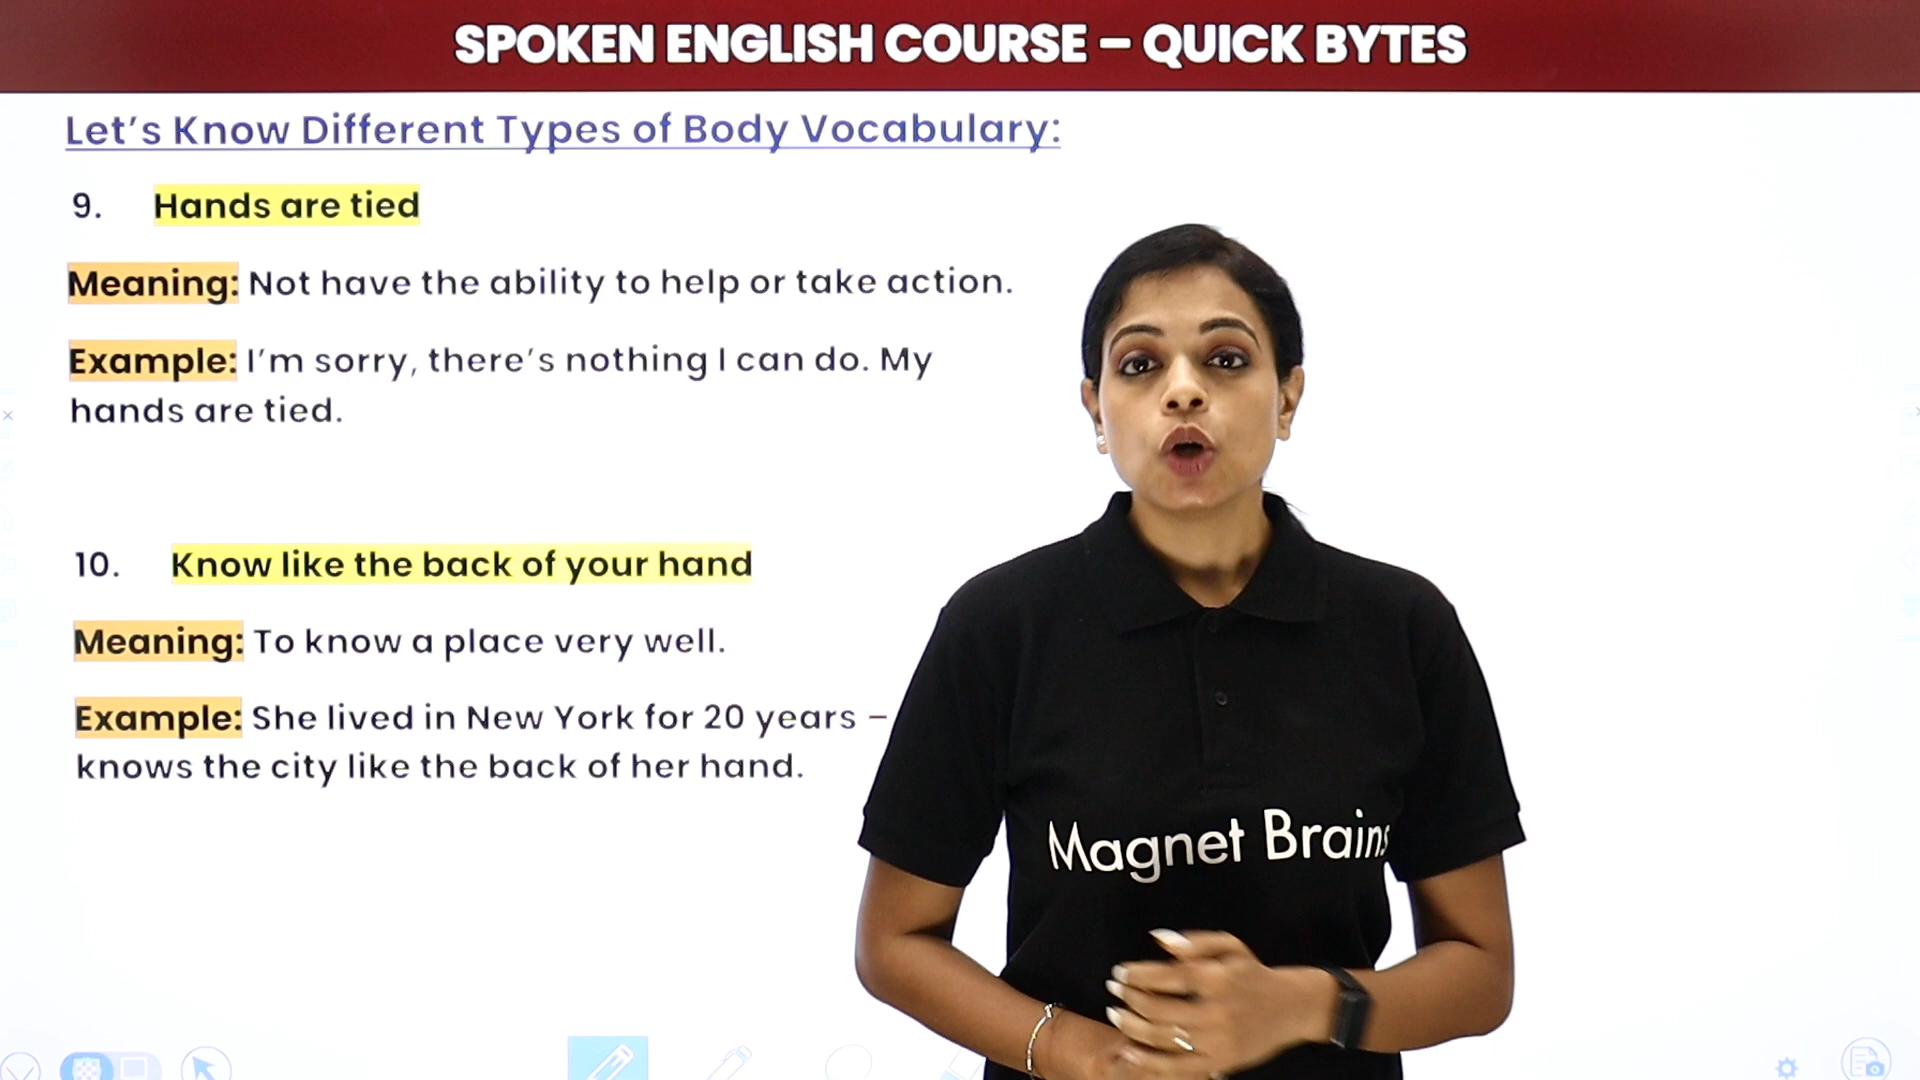 SPOKEN ENGLISH COURSE – QUICK BYTES
Let's Know Different Types of Body Vocabulary:
9. Hands are tied
Meaning: Not have the ability to help or take action.
Example: I'm sorry, there's nothing I can do. My
hands are tied.
10. Know like the back of your hand
Meaning: To know a place very well.
Example: She lived in New York for 20 years –
knows the city like the back of her hand.
Magnet Brains